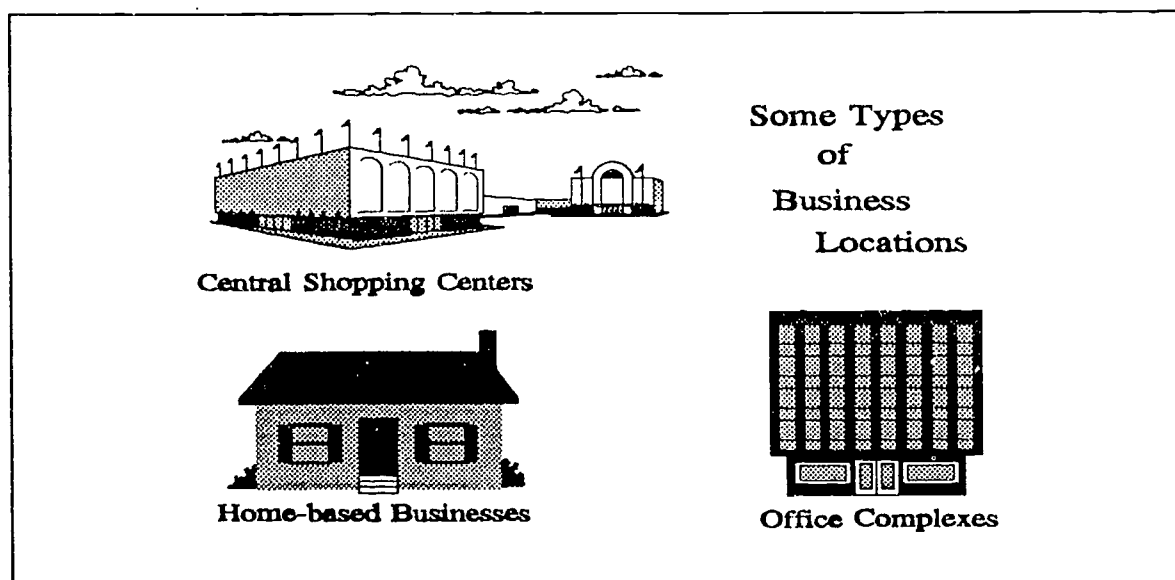 Some Types
of
Business
Locations
Central Shopping Centers
Home-based Businesses
Office Complexes